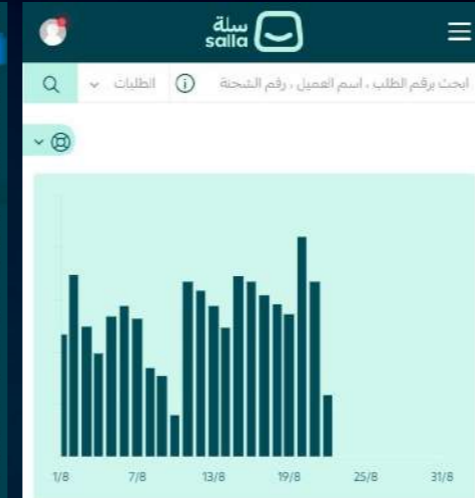 سلة
salla
ابحث برقم الطلب ، اسم العميل ، رقم الشحنة
الطلبات
1/8 7/8 13/8 19/8 25/8 31/8